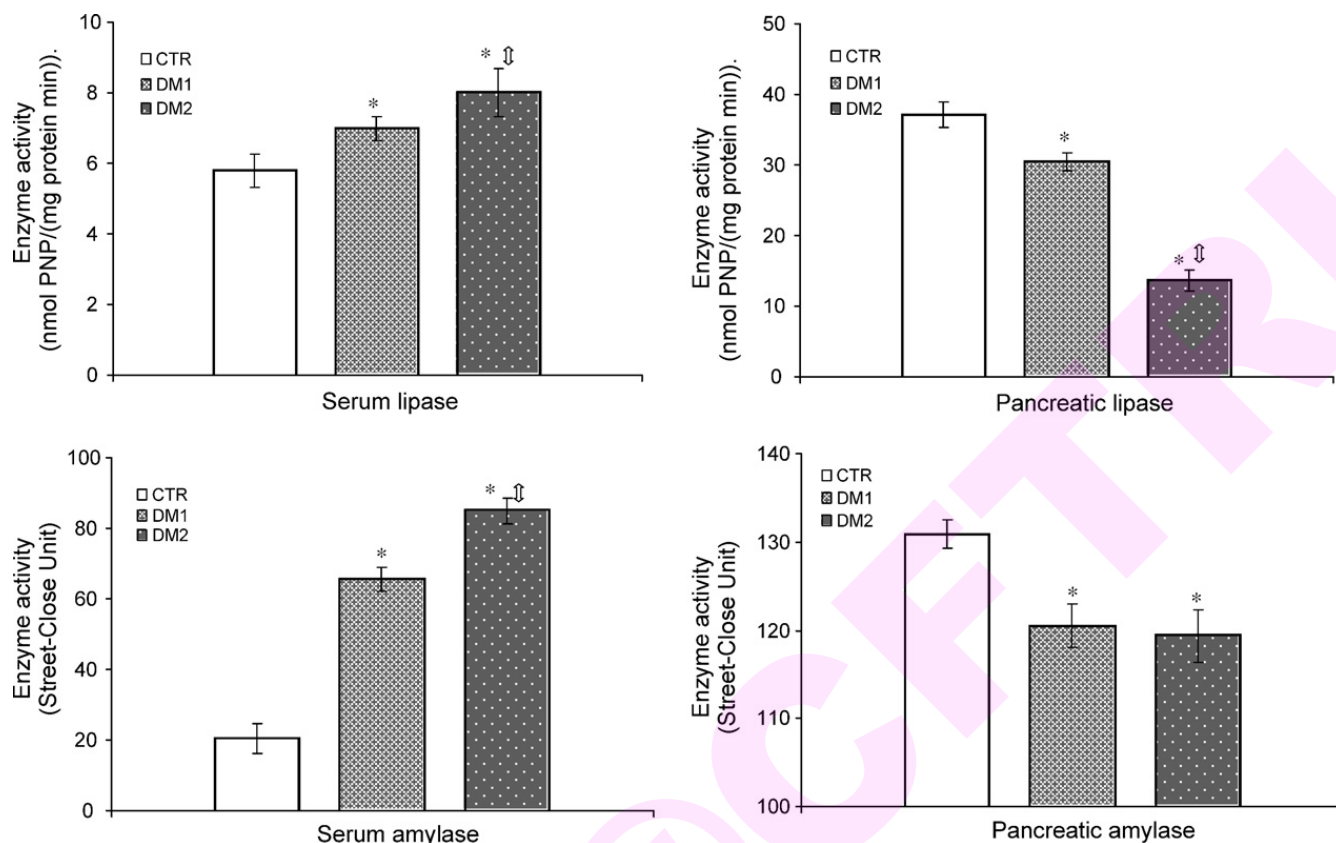 10
8
6
4
2
0
Enzyme activity
(nmol PNP/(mg protein min)).
CTR
DM1
DM2
*
* ⇕
Serum lipase
50
40
30
20
10
0
Enzyme activity
(nmol PNP/(mg protein min)).
CTR
DM1
DM2
*
* ⇕
Pancreatic lipase
100
80
60
40
20
0
Enzyme activity
(Street-Close Unit)
CTR
DM1
DM2
*
* ⇕
Serum amylase
140
130
120
110
100
Enzyme activity
(Street-Close Unit)
CTR
DM1
DM2
*
*
Pancreatic amylase
@CFTRI